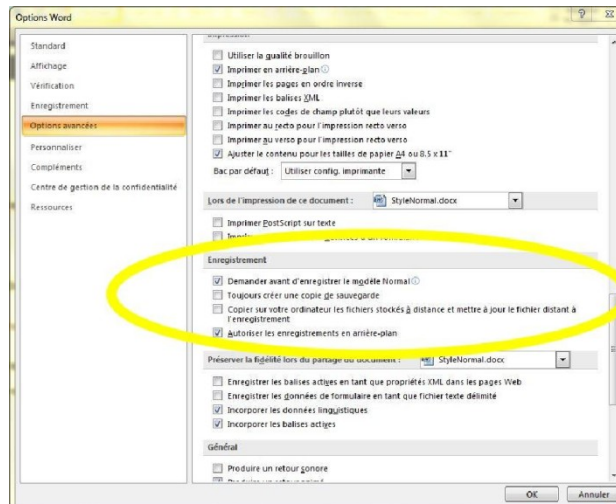 Options Word
Standard
Affichage
Vérification
Enregistrement
Options avancées
Personnaliser
Compléments
Centre de gestion de la confidentialité
Ressources
Impression
Utiliser la qualité brouillon
Imprimer en arrière-plan
Imprimer les pages en ordre inverse
Imprimer les balises XML
Imprimer les codes de champ plutôt que leurs valeurs
Imprimer au recto pour l'impression recto verso
Imprimer au verso pour l'impression recto verso
Ajuster le contenu pour les tailles de papier A4 ou 8.5 x 11"
Bac par défaut : Utiliser config. imprimante
Lors de l'impression de ce document : StyleNormal.docx
Imprimer PostScript sur texte
Enregistrement
Demander avant d'enregistrer le modèle Normal
Toujours créer une copie de sauvegarde
Copier sur votre ordinateur les fichiers stockés à distance et mettre à jour le fichier distant à
l'enregistrement
Autoriser les enregistrements en arrière-plan
Préserver la fidélité lors du partage du document : StyleNormal.docx
Enregistrer les balises actives en tant que propriétés XML dans les pages Web
Enregistrer les données de formulaire en tant que fichier texte délimité
Incorporer les données linguistiques
Incorporer les balises actives
Général
Produire un retour sonore
Produire un retour animé
OK Annuler